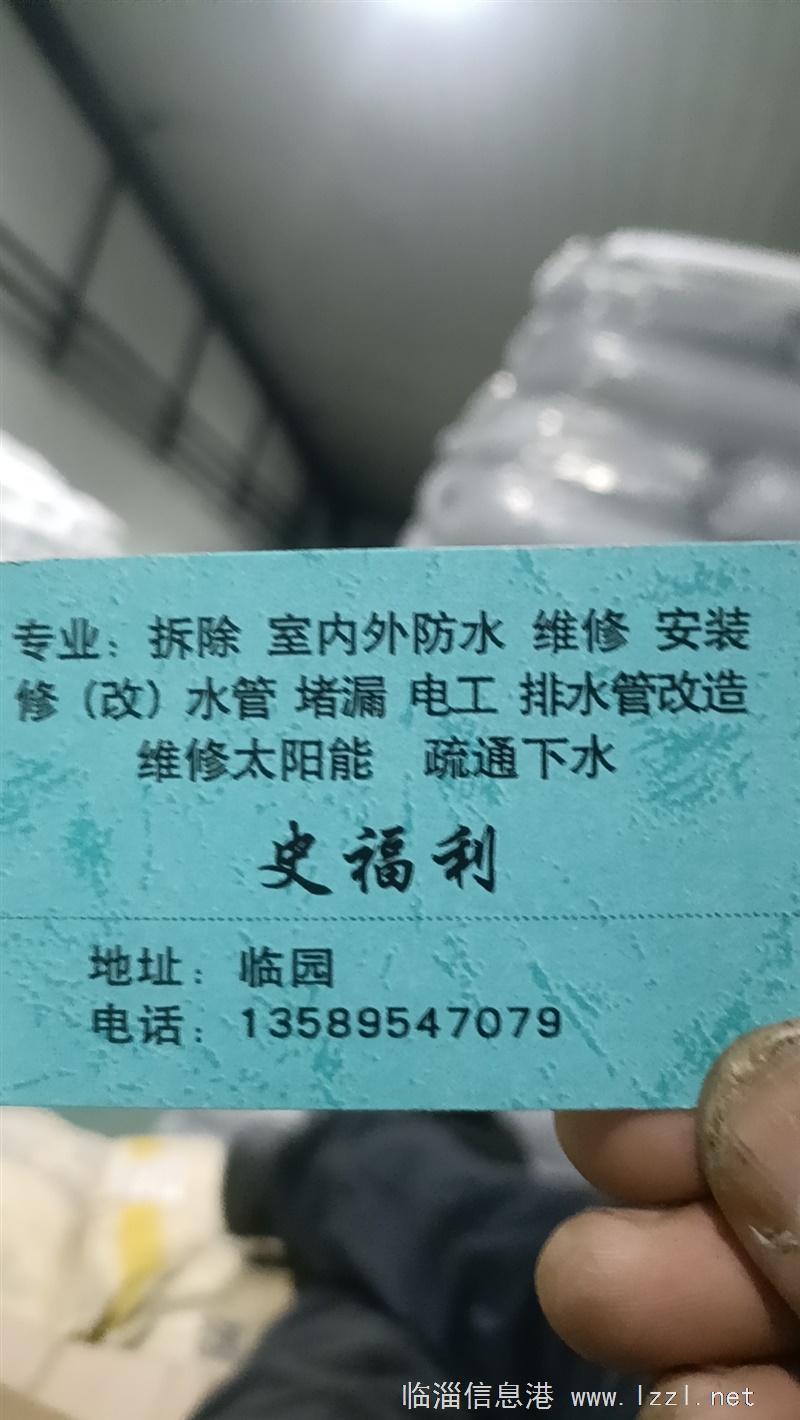 专业：拆除 室内外防水 维修 安装
修（改）水管 堵漏 电工 排水管改造
维修太阳能 疏通下水
史福利
地址：临园
电话：13589547079
临淄信息港 www.lzzl.net